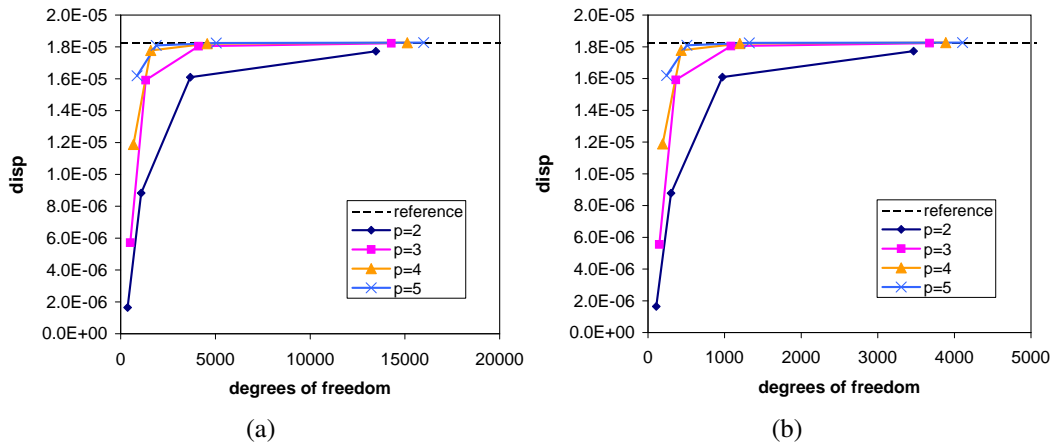 2.0E-05
1.8E-05
1.6E-05
1.4E-05
1.2E-05
1.0E-05
8.0E-06
6.0E-06
4.0E-06
2.0E-06
0.0E+00
disp
0 5000 10000 15000 20000
degrees of freedom
reference
p=2
p=3
p=4
p=5
(a)
2.0E-05
1.8E-05
1.6E-05
1.4E-05
1.2E-05
1.0E-05
8.0E-06
6.0E-06
4.0E-06
2.0E-06
0.0E+00
disp
0 1000 2000 3000 4000 5000
degrees of freedom
reference
p=2
p=3
p=4
p=5
(b)